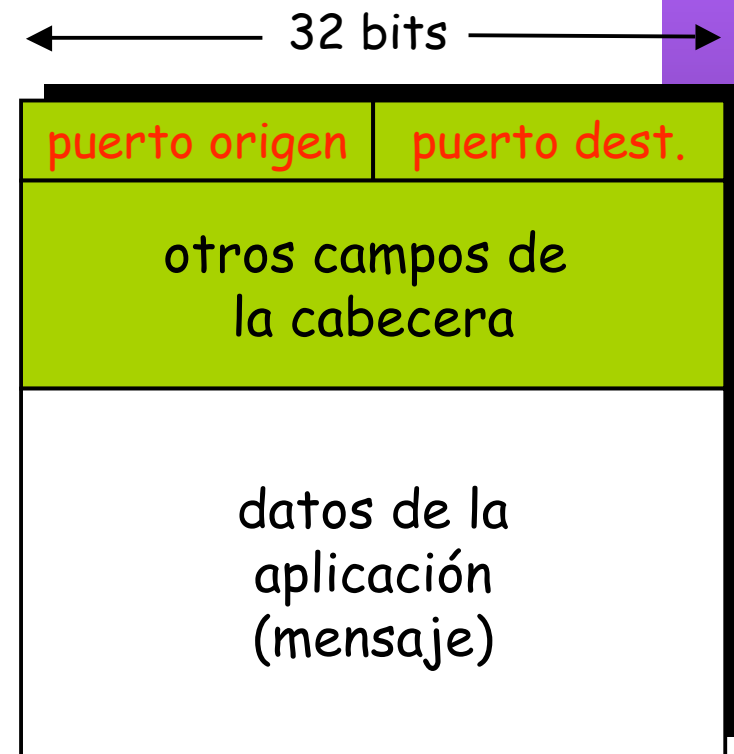 32 bits
puerto origen
puerto dest.
otros campos de
la cabecera
datos de la
aplicación
(mensaje)